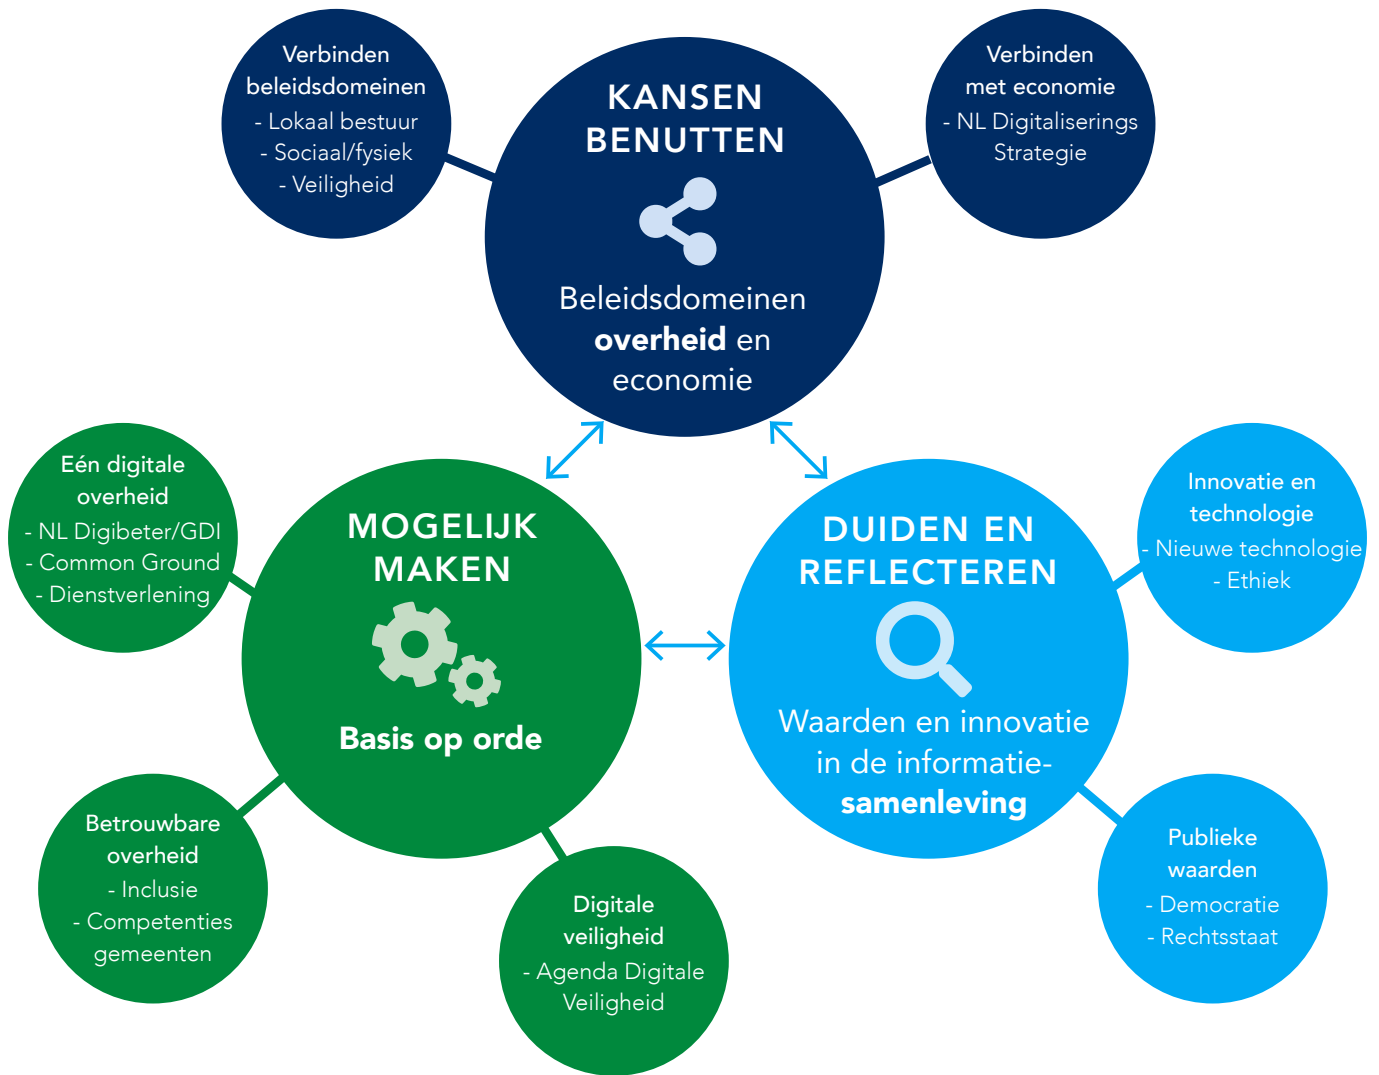 Verbinden
beleidsdomeinen
- Lokaal bestuur
- Sociaal/fysiek
- Veiligheid
KANSEN
BENUTTEN
Beleidsdomeinen
overheid en
economie
Verbinden
met economie
- NL Digitaliserings
Strategie
Eén digitale
overheid
- NL Digibeter/GDI
- Common Ground
- Dienstverlening
MOGELIJK
MAKEN
Basis op orde
DUIDEN EN
REFLECTEREN
Waarden en innovatie
in de informatie-
samenleving
Innovatie en
technologie
- Nieuwe technologie
- Ethiek
Betrouwbare
overheid
- Inclusie
- Competenties
gemeenten
Digitale
veiligheid
- Agenda Digitale
Veiligheid
Publieke
waarden
- Democratie
- Rechtsstaat